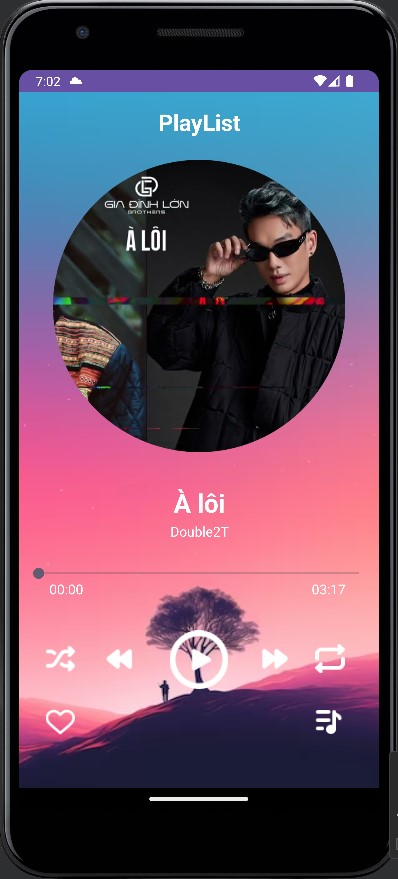 7:02
PlayList
GIA ĐÌNH LỚN
BROTHERS
À LÔI
À lôi
Double2T
00:00
03:17